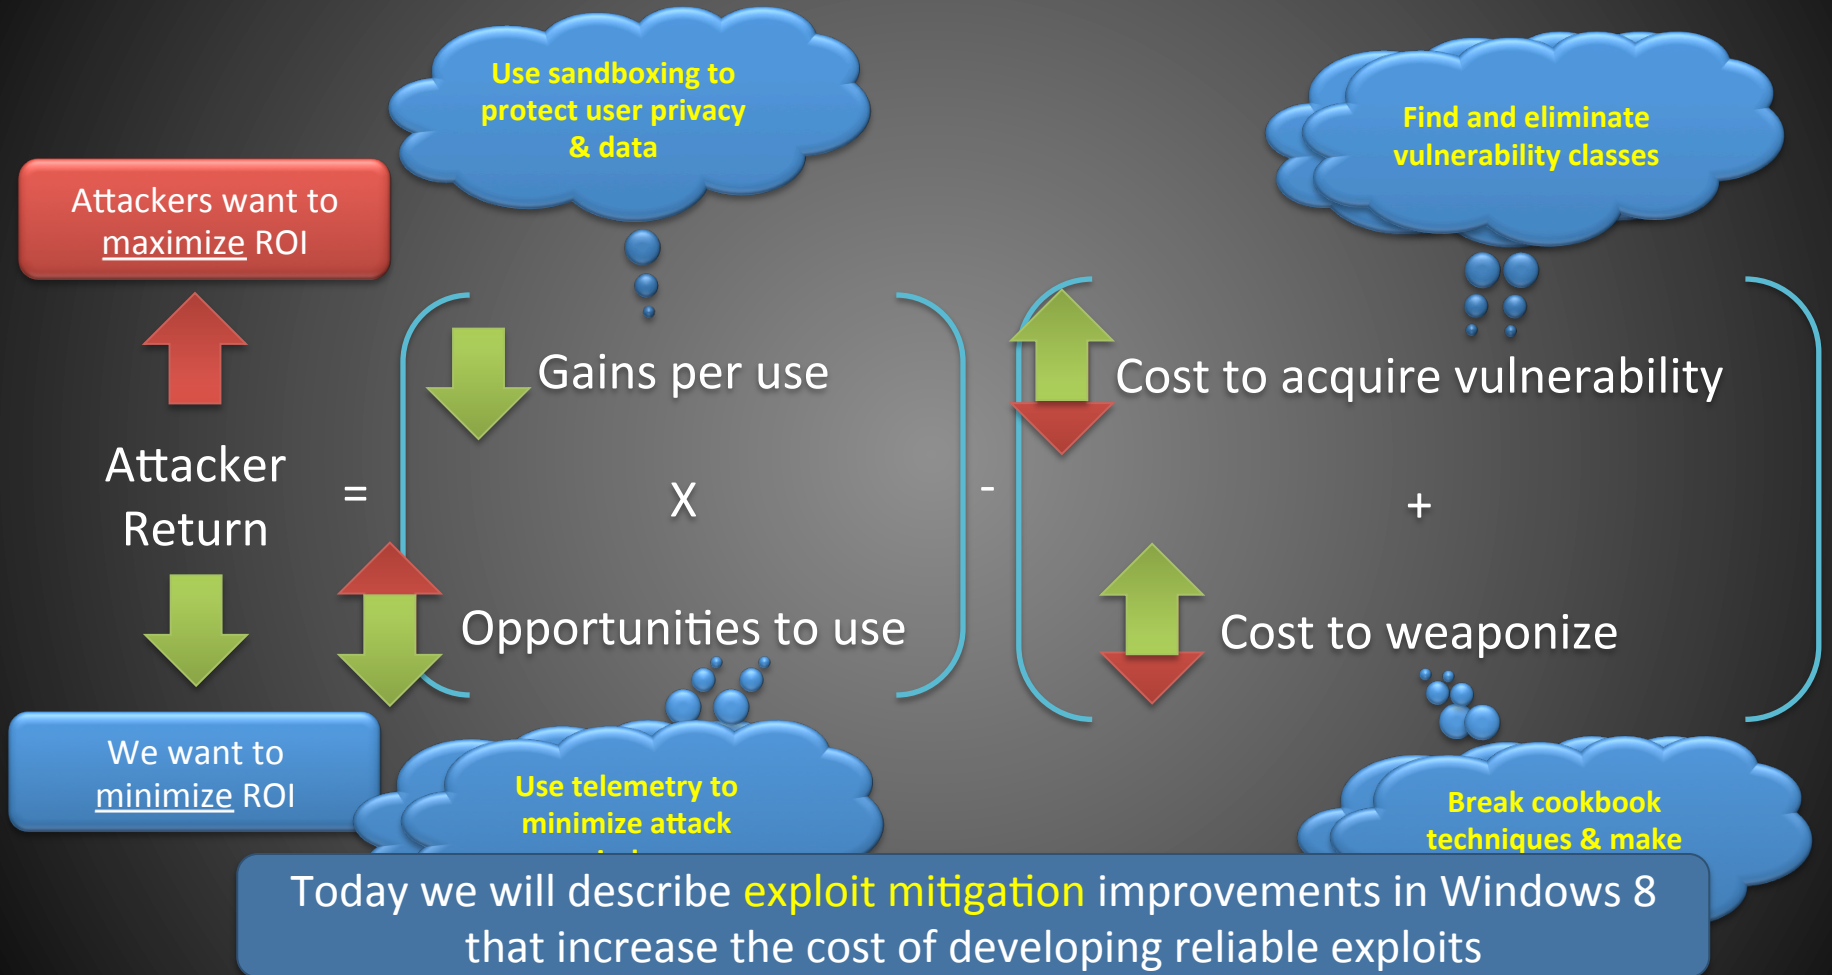 Use sandboxing to
protect user privacy
& data
Find and eliminate
vulnerability classes
Attackers want to
maximize ROI
Gains per use
Cost to acquire vulnerability
Attacker
Return
=
X
-
+
Opportunities to use
Cost to weaponize
We want to
minimize ROI
Use telemetry to
minimize attack
Break cookbook
techniques & make
Today we will describe exploit mitigation improvements in Windows 8
that increase the cost of developing reliable exploits